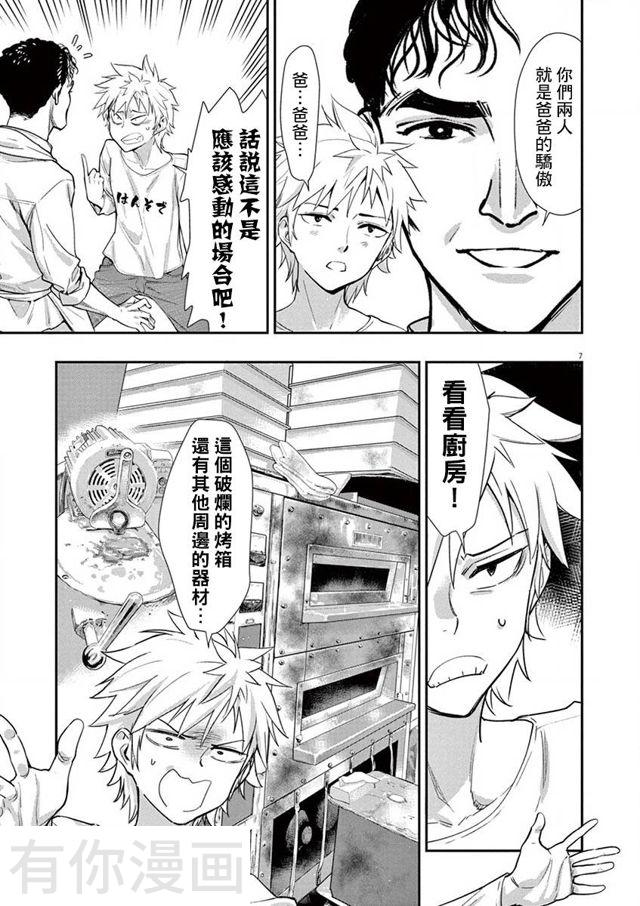 你們兩人
就是爸爸的驕傲
爸…爸爸…
話說這不是
應該感動的場合吧！
はんそで
7
看看廚房！
這個破爛的烤箱
還有其他周邊的器材…
有你漫画